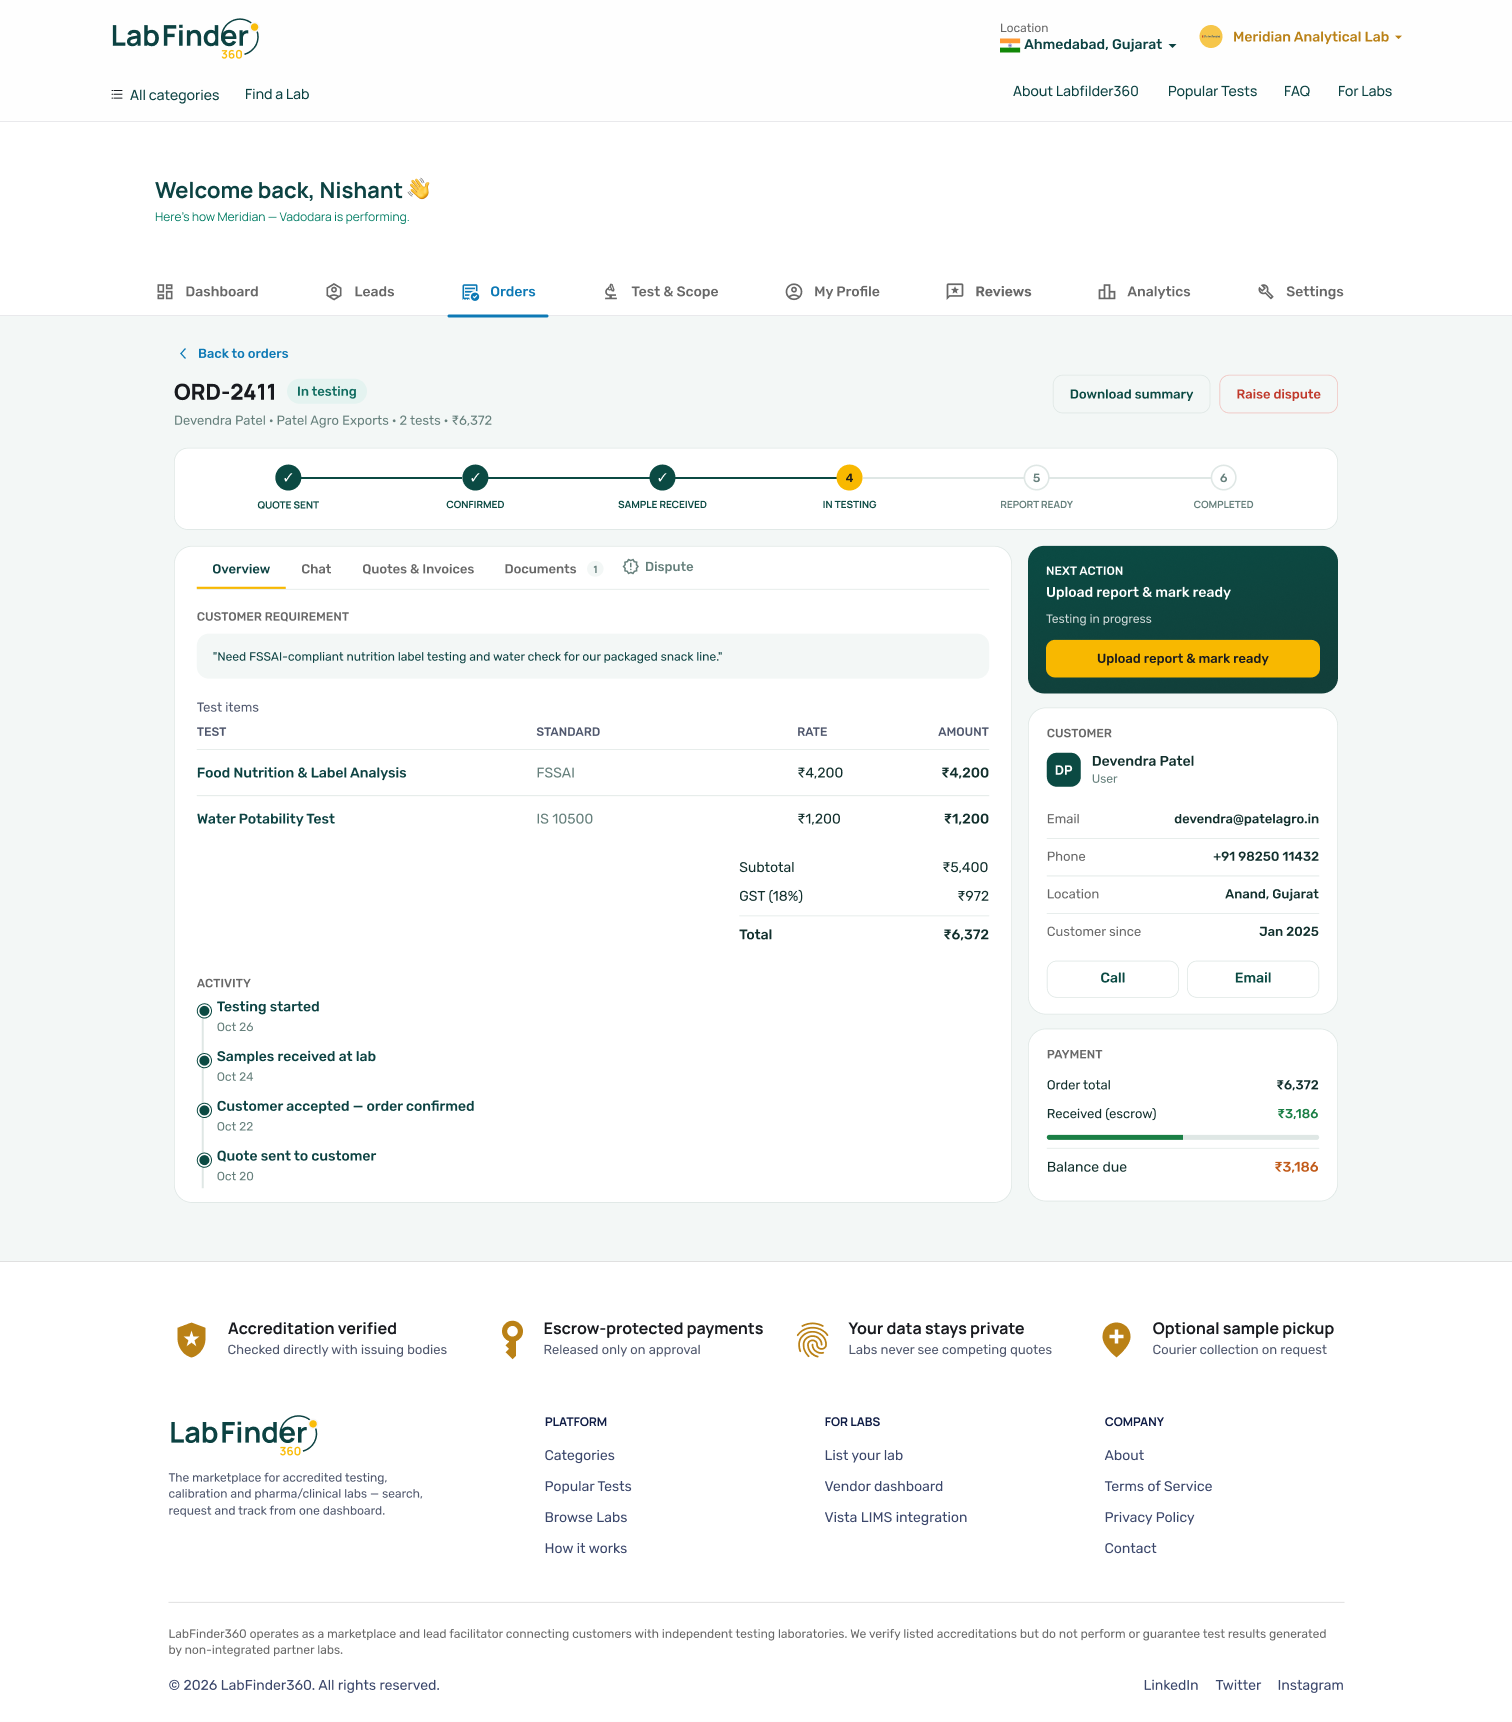 LabFinder
360
Location
Ahmedabad, Gujarat
Meridian Analytical Lab
All categories
Find a Lab
About Labfilder360
Popular Tests
FAQ
For Labs
Welcome back, Nishant 👋
Here's how Meridian — Vadodara is performing.
Dashboard
Leads
Orders
Test & Scope
My Profile
Reviews
Analytics
Settings
Back to orders
ORD-2411
In testing
Devendra Patel • Patel Agro Exports • 2 tests • ₹6,372
Download summary
Raise dispute
✓
✓
✓
4
5
6
QUOTE SENT
CONFIRMED
SAMPLE RECEIVED
IN TESTING
REPORT READY
COMPLETED
Overview
Chat
Quotes & Invoices
Documents 1
Dispute
CUSTOMER REQUIREMENT
"Need FSSAI-compliant nutrition label testing and water check for our packaged snack line."
Test items
TEST STANDARD RATE AMOUNT
Food Nutrition & Label Analysis FSSAI ₹4,200 ₹4,200
Water Potability Test IS 10500 ₹1,200 ₹1,200
Subtotal ₹5,400
GST (18%) ₹972
Total ₹6,372
ACTIVITY
Testing started
Oct 26
Samples received at lab
Oct 24
Customer accepted — order confirmed
Oct 22
Quote sent to customer
Oct 20
NEXT ACTION
Upload report & mark ready
Testing in progress
Upload report & mark ready
CUSTOMER
DP
Devendra Patel
User
Email devendra@patelagro.in
Phone +91 98250 11432
Location Anand, Gujarat
Customer since Jan 2025
Call
Email
PAYMENT
Order total ₹6,372
Received (escrow) ₹3,186
Balance due ₹3,186
Accreditation verified
Checked directly with issuing bodies
Escrow-protected payments
Released only on approval
Your data stays private
Labs never see competing quotes
Optional sample pickup
Courier collection on request
LabFinder
360
The marketplace for accredited testing,
calibration and pharma/clinical labs — search,
request and track from one dashboard.
PLATFORM
Categories
Popular Tests
Browse Labs
How it works
FOR LABS
List your lab
Vendor dashboard
Vista LIMS integration
COMPANY
About
Terms of Service
Privacy Policy
Contact
LabFinder360 operates as a marketplace and lead facilitator connecting customers with independent testing laboratories. We verify listed accreditations but do not perform or guarantee test results generated
by non-integrated partner labs.
© 2026 LabFinder360. All rights reserved.
LinkedIn
Twitter
Instagram